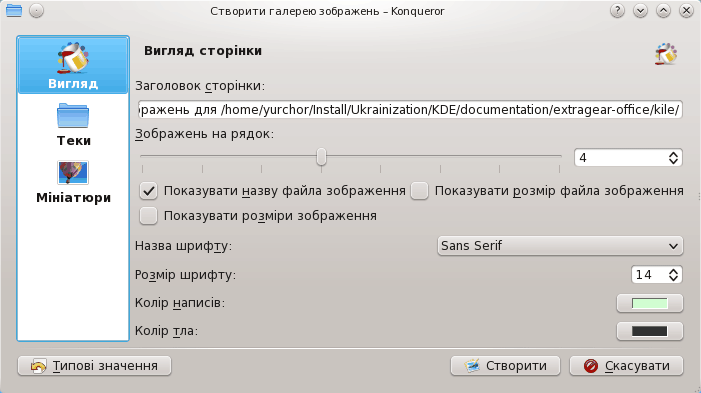 Створити галерею зображень – Konqueror
Вигляд
Теки
Мініатюри
Вигляд сторінки
Заголовок сторінки:
ражень для /home/yurchor/Install/Ukrainization/KDE/documentation/extragear-office/kile/
Зображень на рядок:
4
Показувати назву файла зображення
Показувати розмір файла зображення
Показувати розміри зображення
Назва шрифту:
Sans Serif
Розмір шрифту:
14
Колір написів:
Колір тла:
Типові значення
Створити
Скасувати